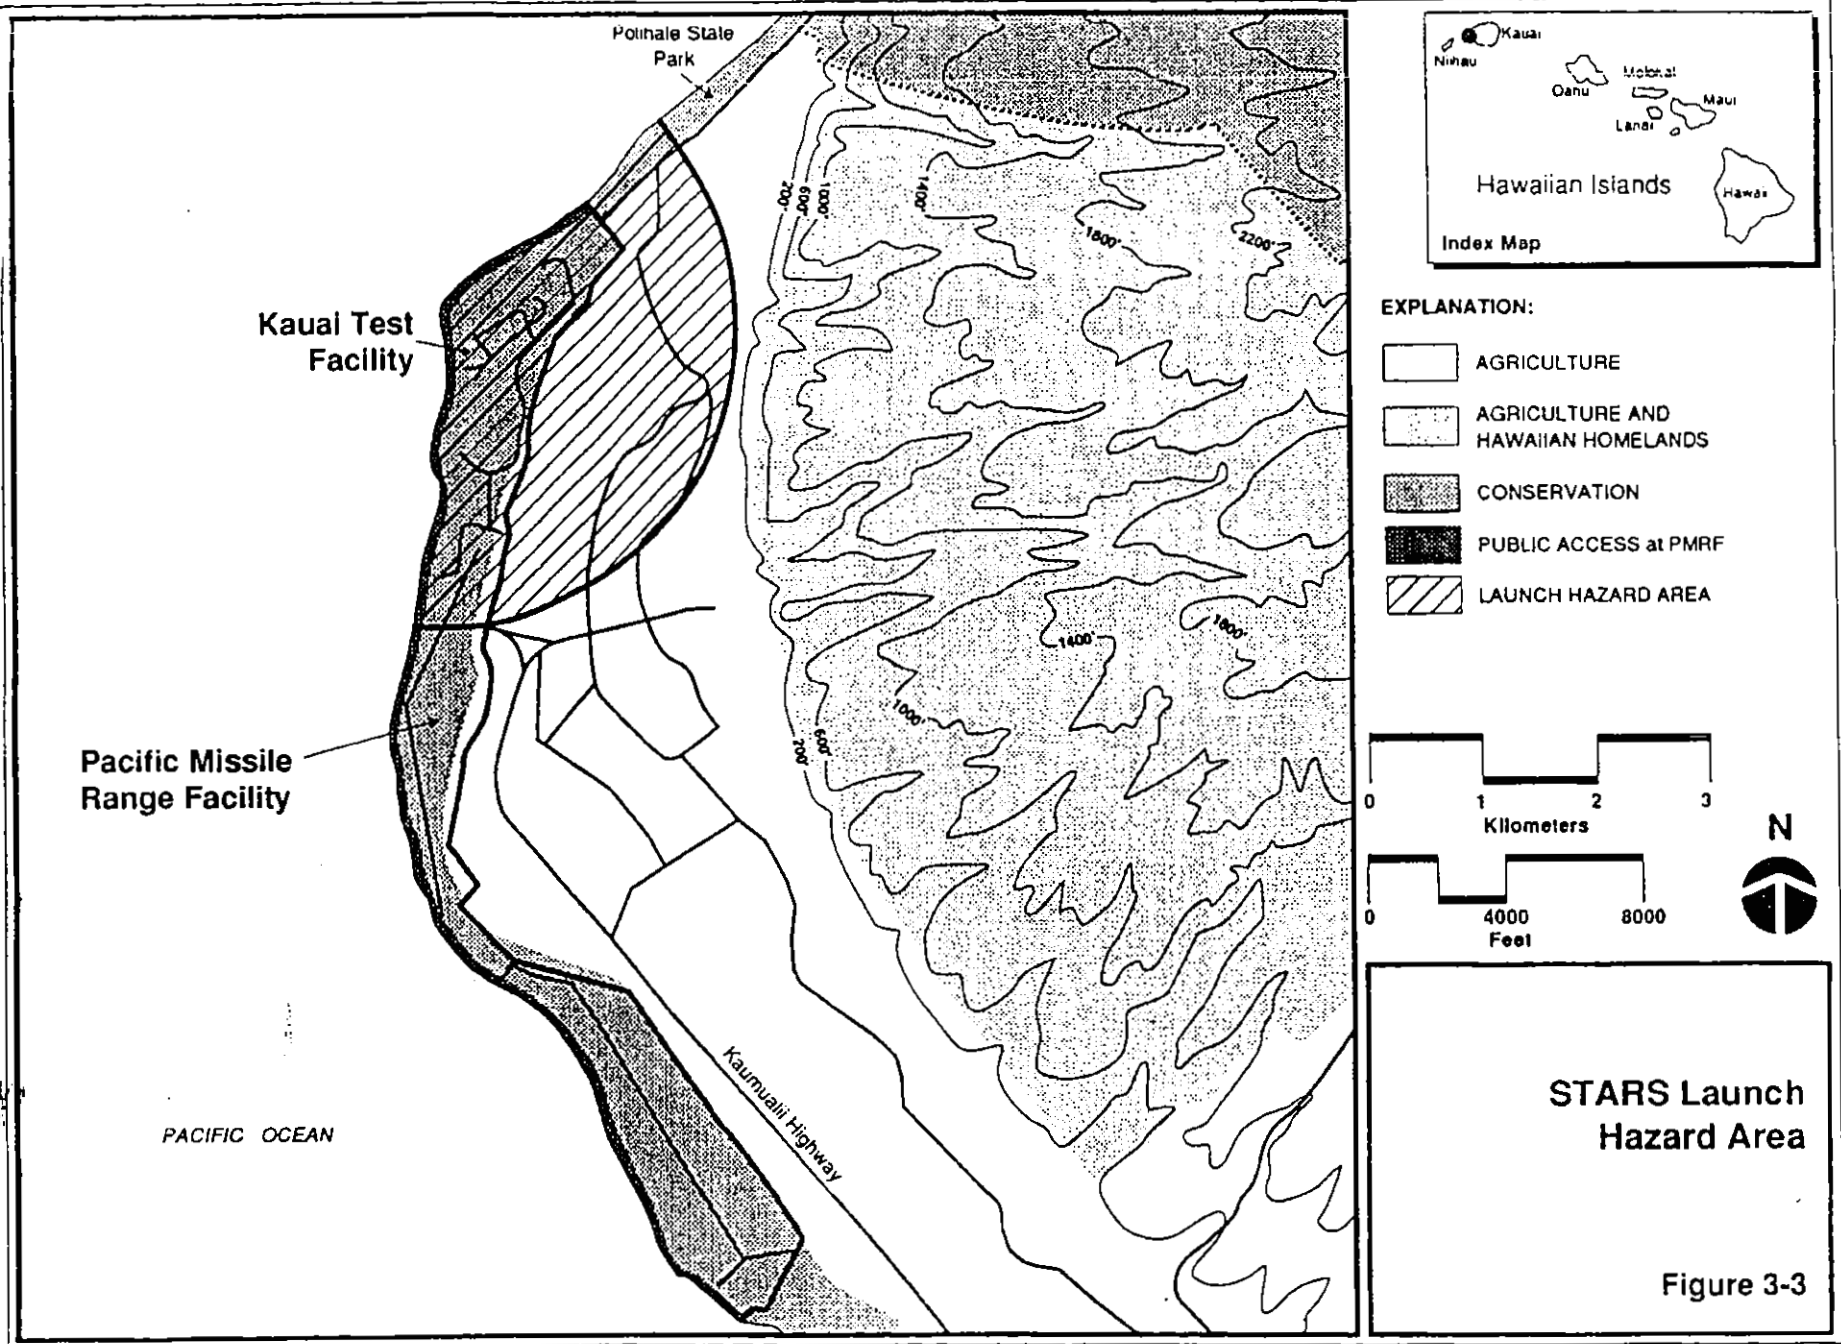 Polihale State
Park
Kauai Test
Facility
Pacific Missile
Range Facility
PACIFIC OCEAN
Kaumualii Highway
200'
600'
1000'
1400'
1800'
2200'
1400'
1800'
1000'
600'
200'
Kauai
Niihau
Oahu
Molokai
Maui
Lanai
Hawaiian Islands
Hawaii
Index Map
EXPLANATION:
AGRICULTURE
AGRICULTURE AND
HAWAIIAN HOMELANDS
CONSERVATION
PUBLIC ACCESS at PMRF
LAUNCH HAZARD AREA
0 1 2 3
Kilometers
N
0 4000 8000
Feet
STARS Launch
Hazard Area
Figure 3-3